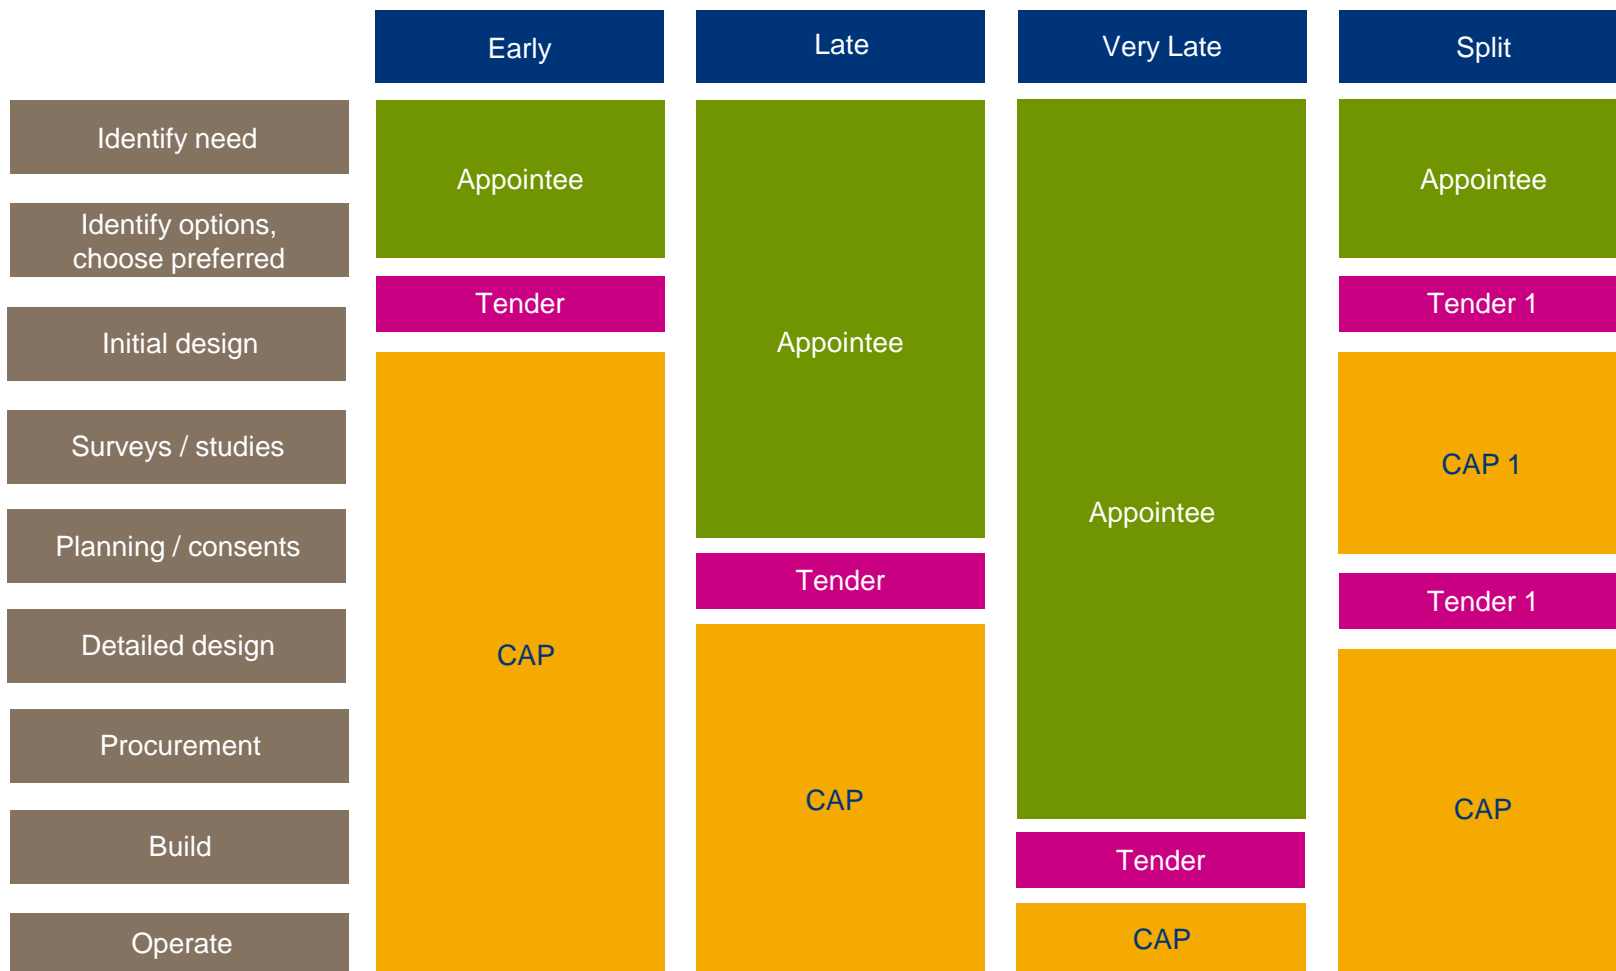 Early
Late
Very Late
Split
Identify need
Appointee
Appointee
Identify options,
choose preferred
Tender
Tender 1
Initial design
Appointee
Surveys / studies
CAP 1
Appointee
Planning / consents
Tender
Tender 1
Detailed design
CAP
Procurement
CAP
CAP
Build
Tender
Operate
CAP